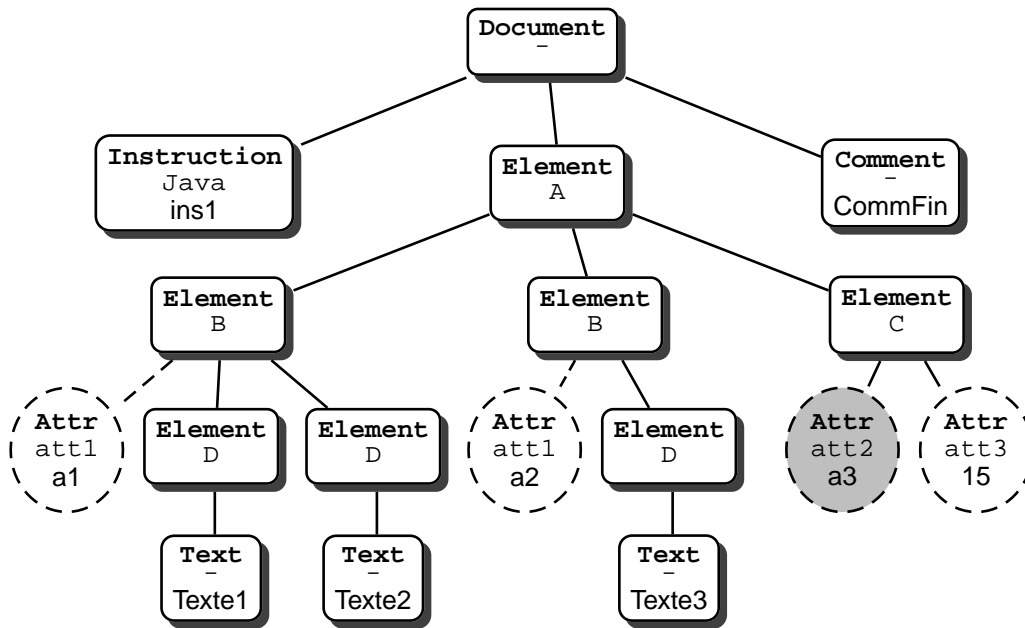 Document
-
Instruction
Java
ins1
Element
A
Comment
-
CommFin
Element
B
Element
B
Element
C
Attr
att1
a1
Element
D
Element
D
Attr
att1
a2
Element
D
Attr
att2
a3
Attr
att3
15
Text
-
Texte1
Text
-
Texte2
Text
-
Texte3